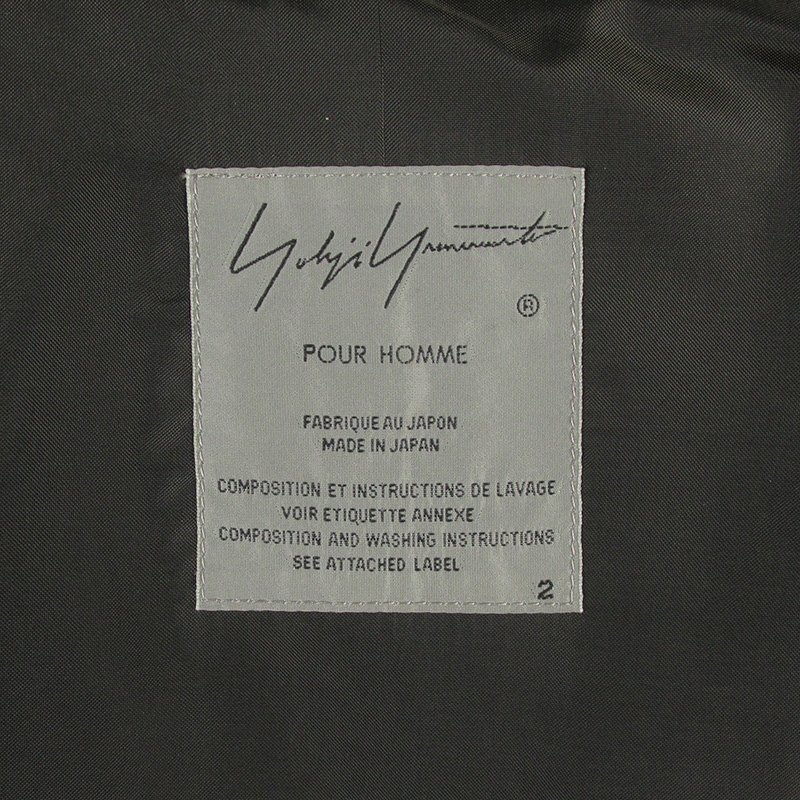 Yohji Yamamoto
®
POUR HOMME
FABRIQUE AU JAPON
MADE IN JAPAN
COMPOSITION ET INSTRUCTIONS DE LAVAGE
VOIR ETIQUETTE ANNEXE
COMPOSITION AND WASHING INSTRUCTIONS
SEE ATTACHED LABEL
2